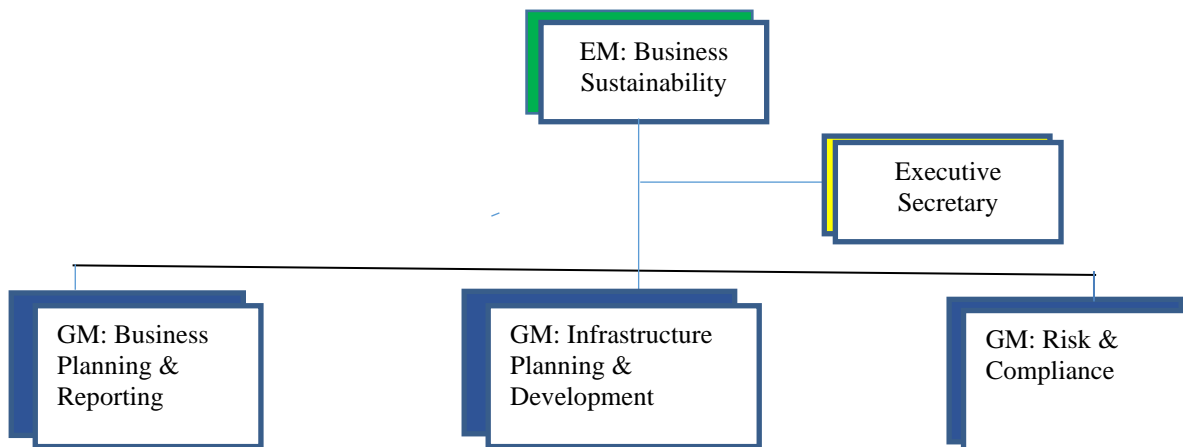 EM: Business
Sustainability
Executive
Secretary
GM: Business
Planning &
Reporting
GM: Infrastructure
Planning &
Development
GM: Risk &
Compliance